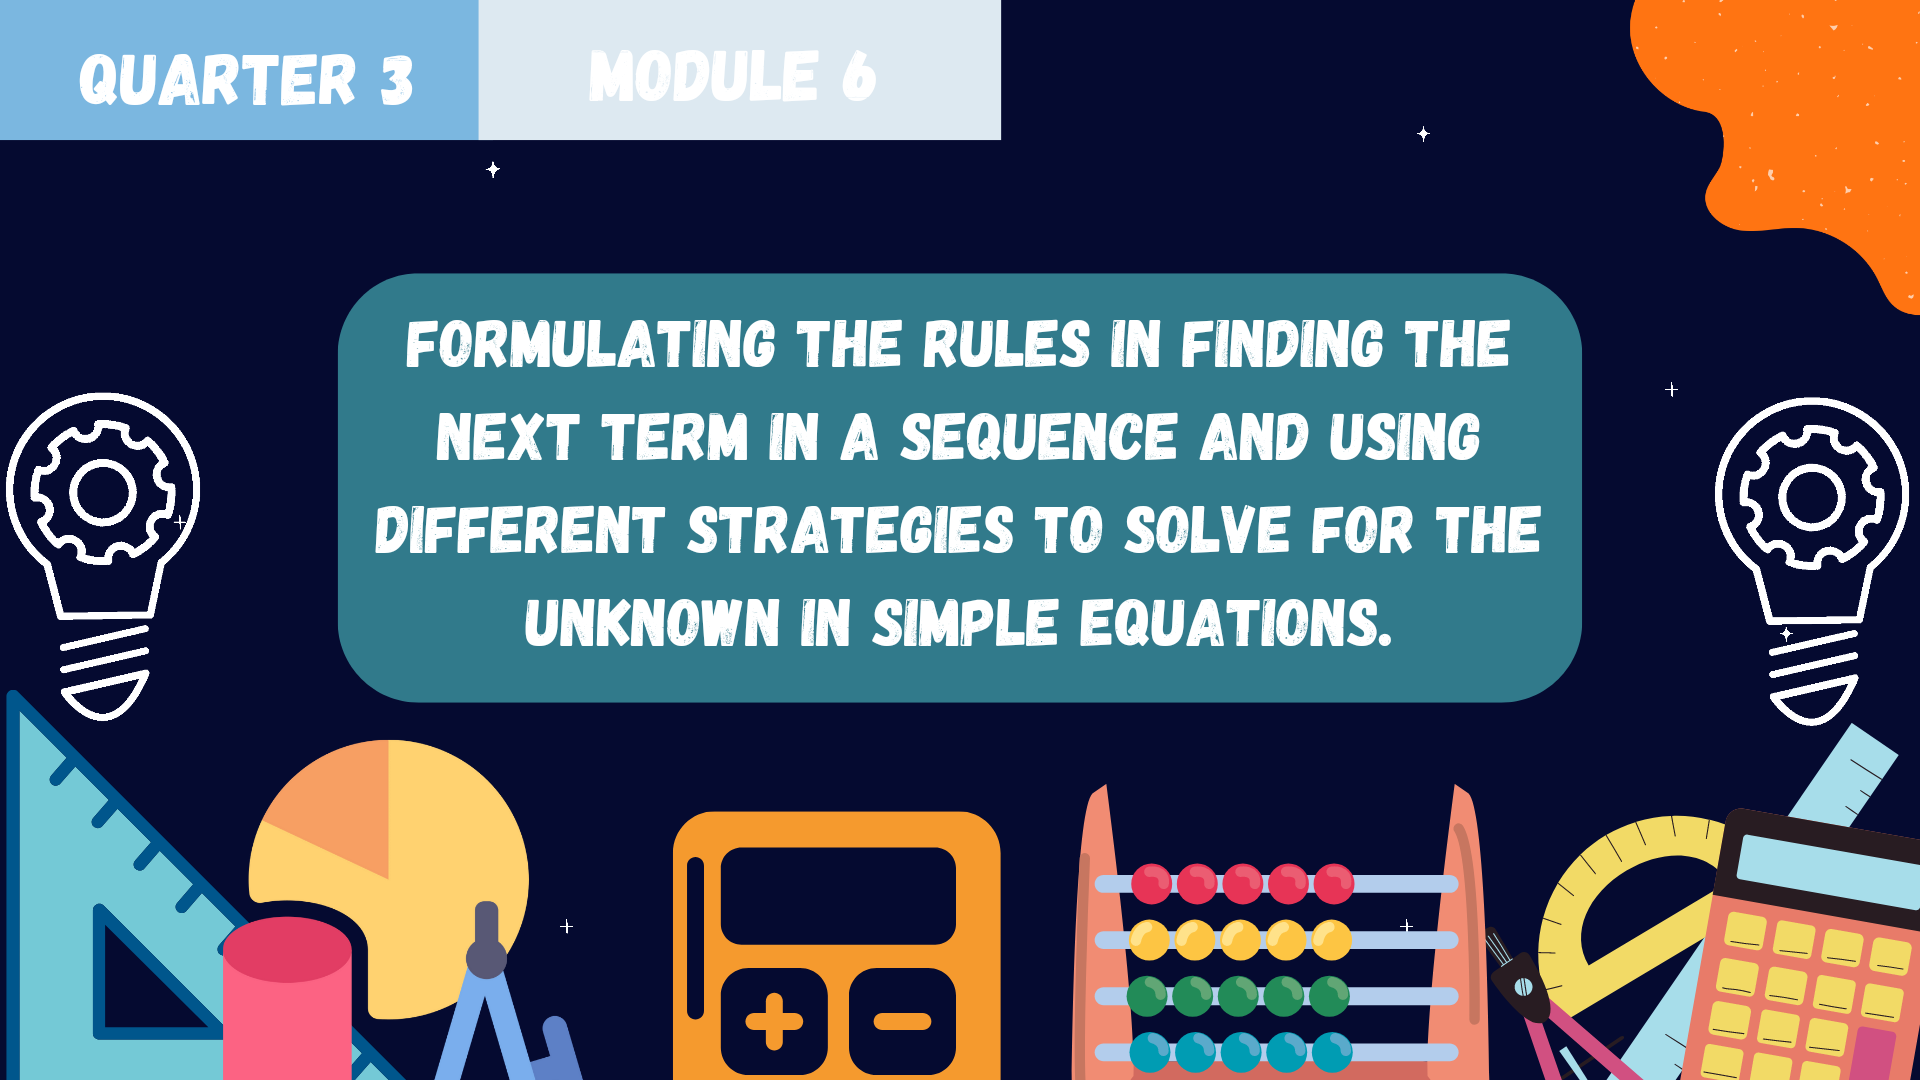 QUARTER 3
MODULE 6
FORMULATING THE RULES IN FINDING THE
NEXT TERM IN A SEQUENCE AND USING
DIFFERENT STRATEGIES TO SOLVE FOR THE
UNKNOWN IN SIMPLE EQUATIONS.